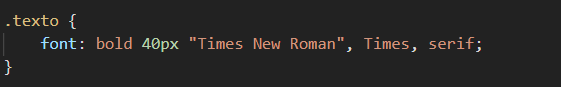 .texto {
    font: bold 40px "Times New Roman", Times, serif;
}